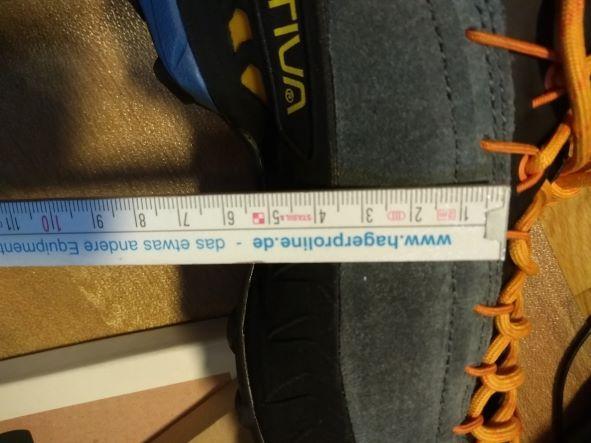 TIVA®
www.hagerproline.de - das etwas andere Equipment
1 2 3 4 STABILA 5 6 7 8 9 10 11